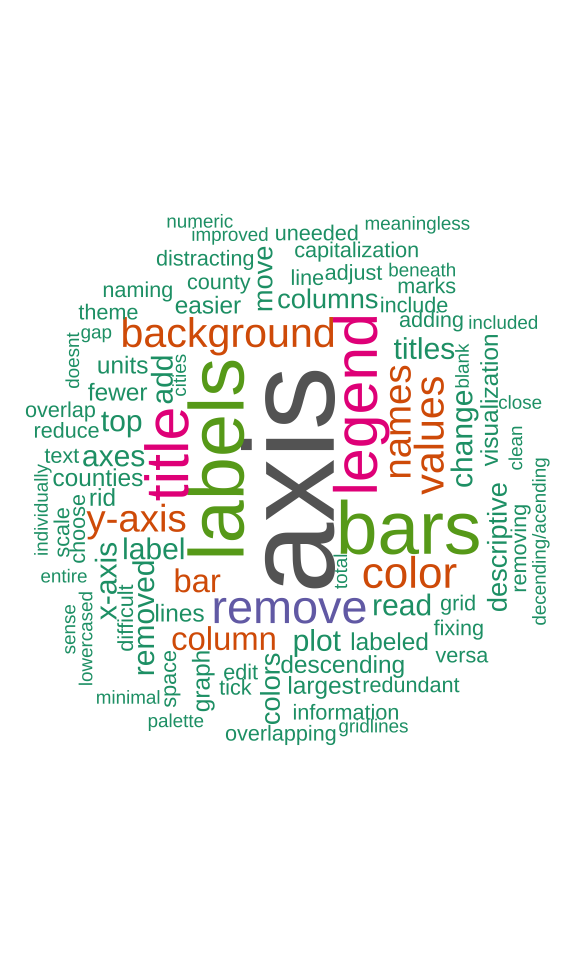 numeric
meaningless
improved
uneeded
capitalization
distracting
move
line
adjust
beneath
naming
county
columns
marks
theme
easier
include
gap
background
legend
adding
included
doesnt
units
add
cities
labels
axis
titles
blank
visualization
fewer
names
values
change
close
overlap
top
title
reduce
text
axes
clean
individually
counties
rid
scale
choose
y-axis
bars
descriptive
removing
decending/acending
x-axis
label
total
color
entire
bar
removed
difficult
sense
lowercased
lines
remove
read
grid
fixing
column
plot
labeled
versa
space
graph
edit
colors
descending
minimal
tick
largest
redundant
palette
information
overlapping
gridlines